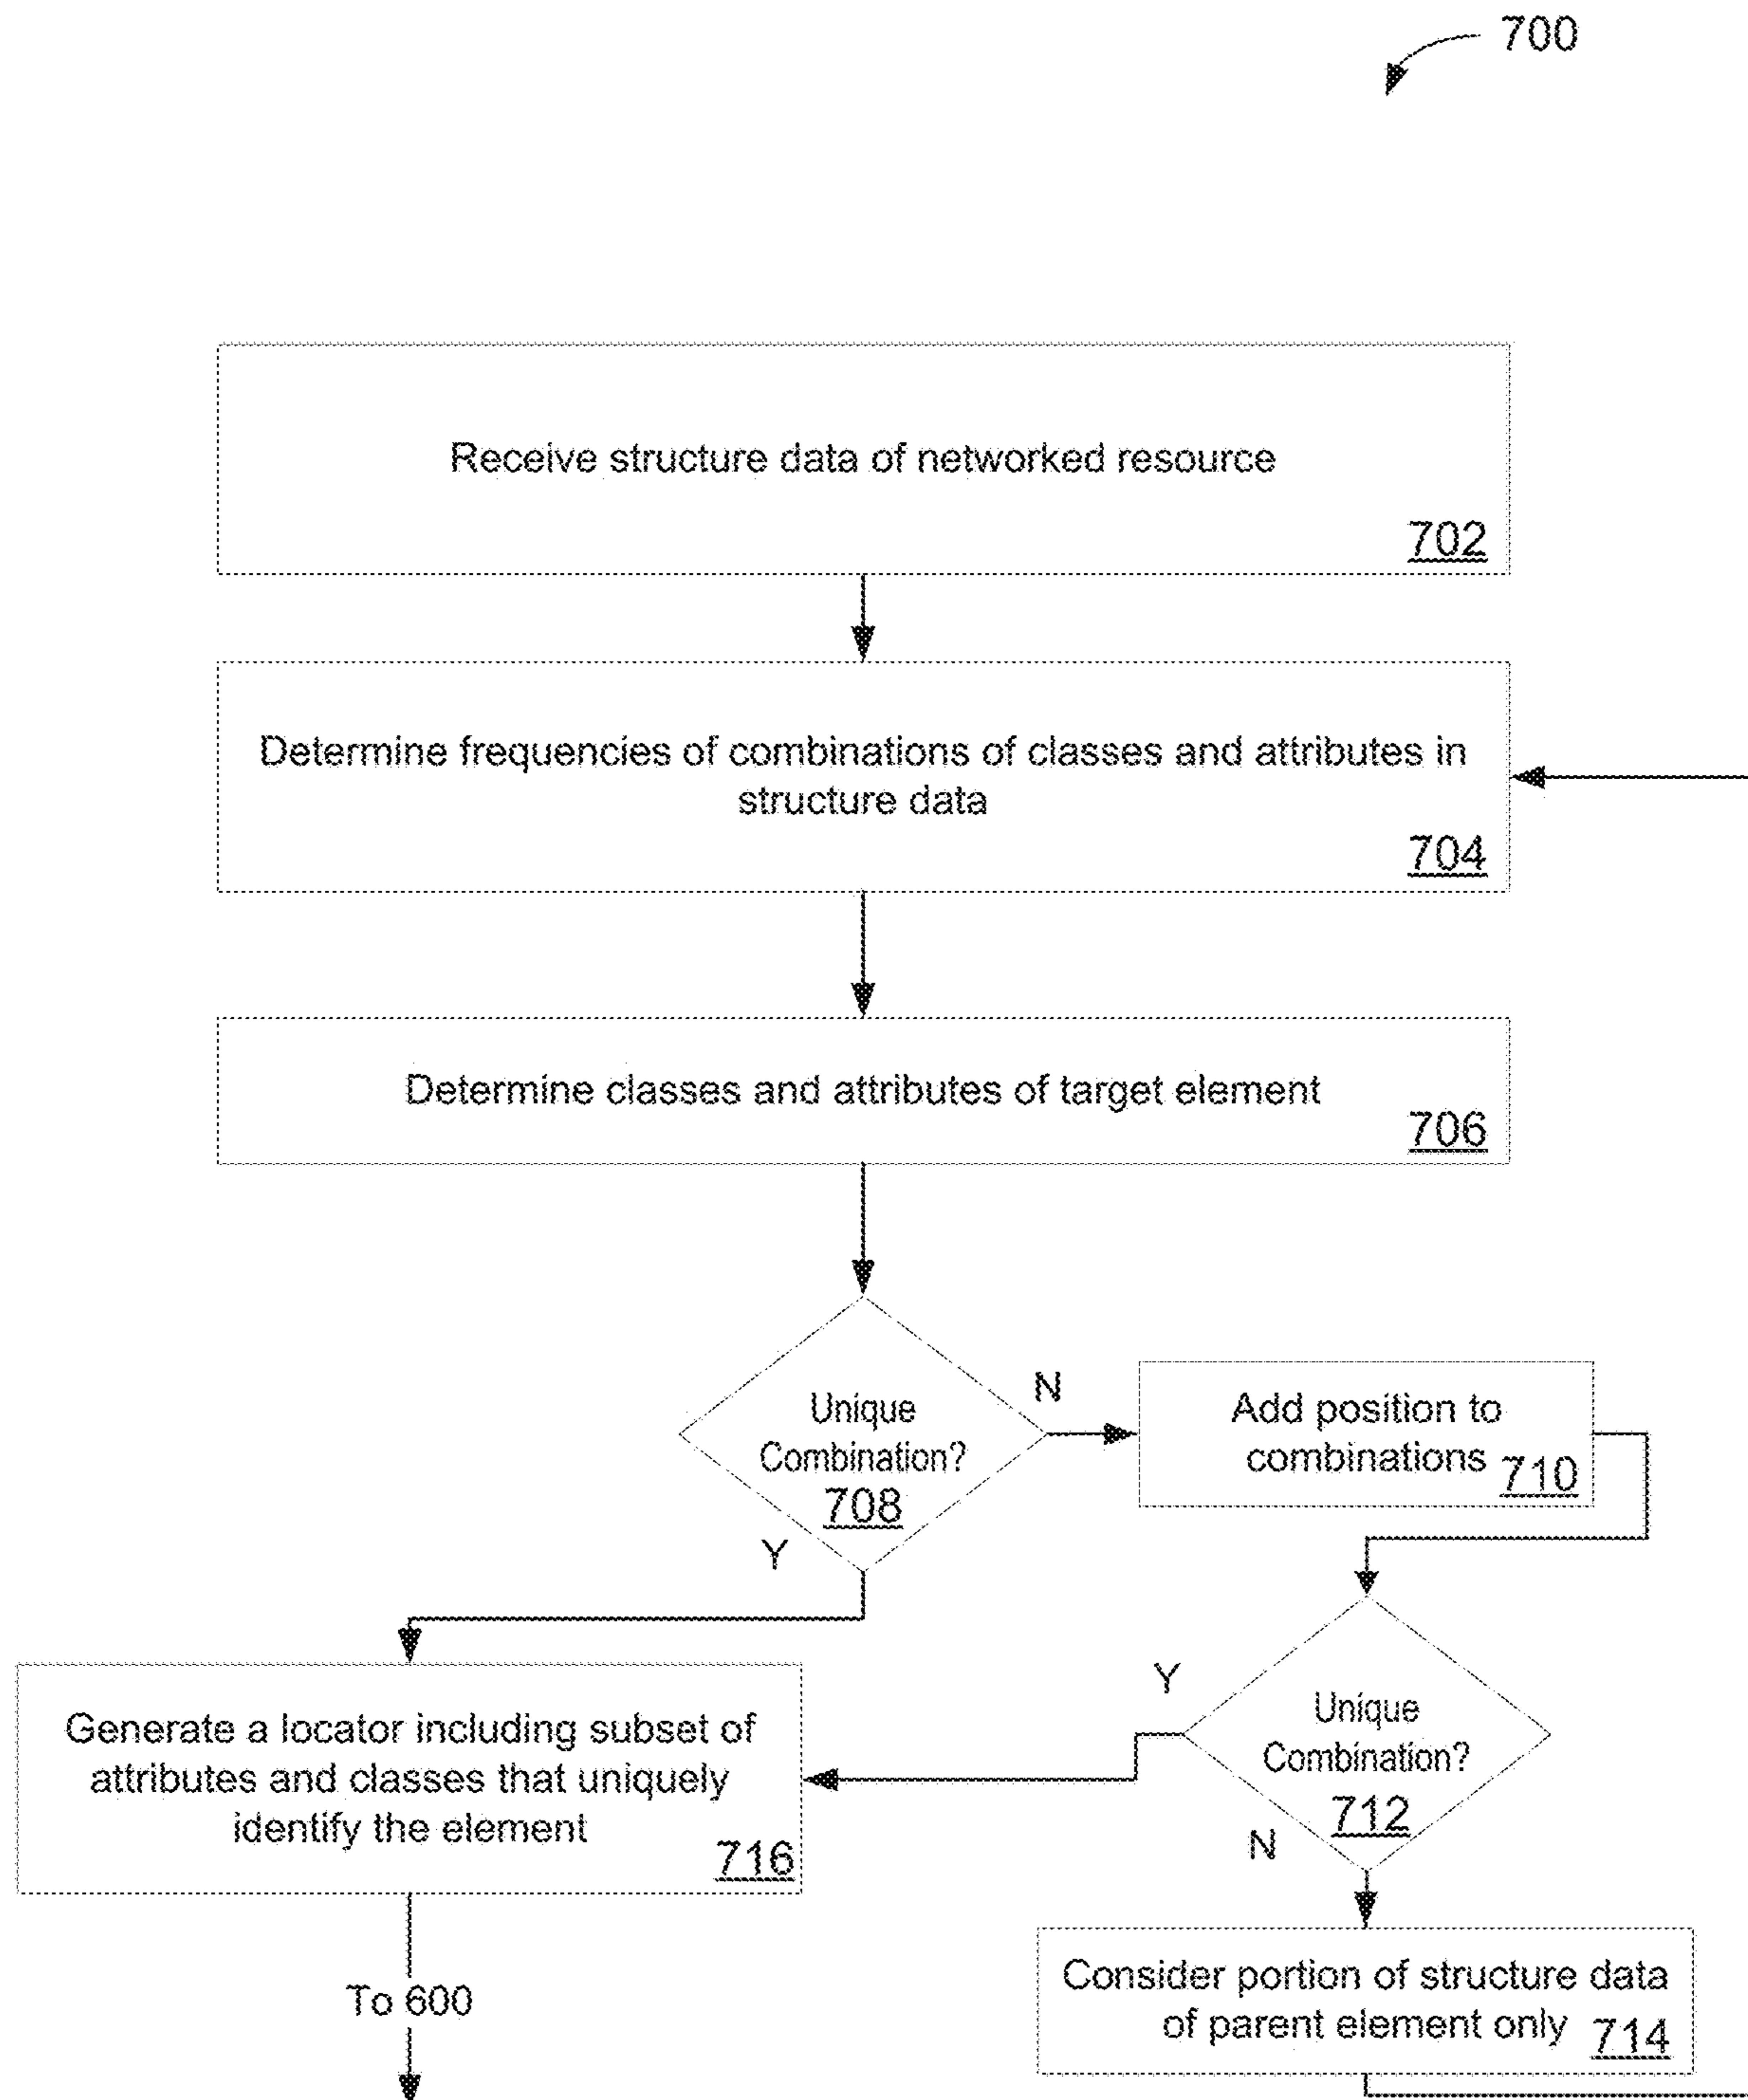 700
Receive structure data of networked resource
702
Determine frequencies of combinations of classes and attributes in
structure data
704
Determine classes and attributes of target element
706
Unique
Combination?
708
N
Y
Add position to
combinations
710
Unique
Combination?
712
Y
N
Generate a locator including subset of
attributes and classes that uniquely
identify the element
716
Consider portion of structure data
of parent element only
714
To 600